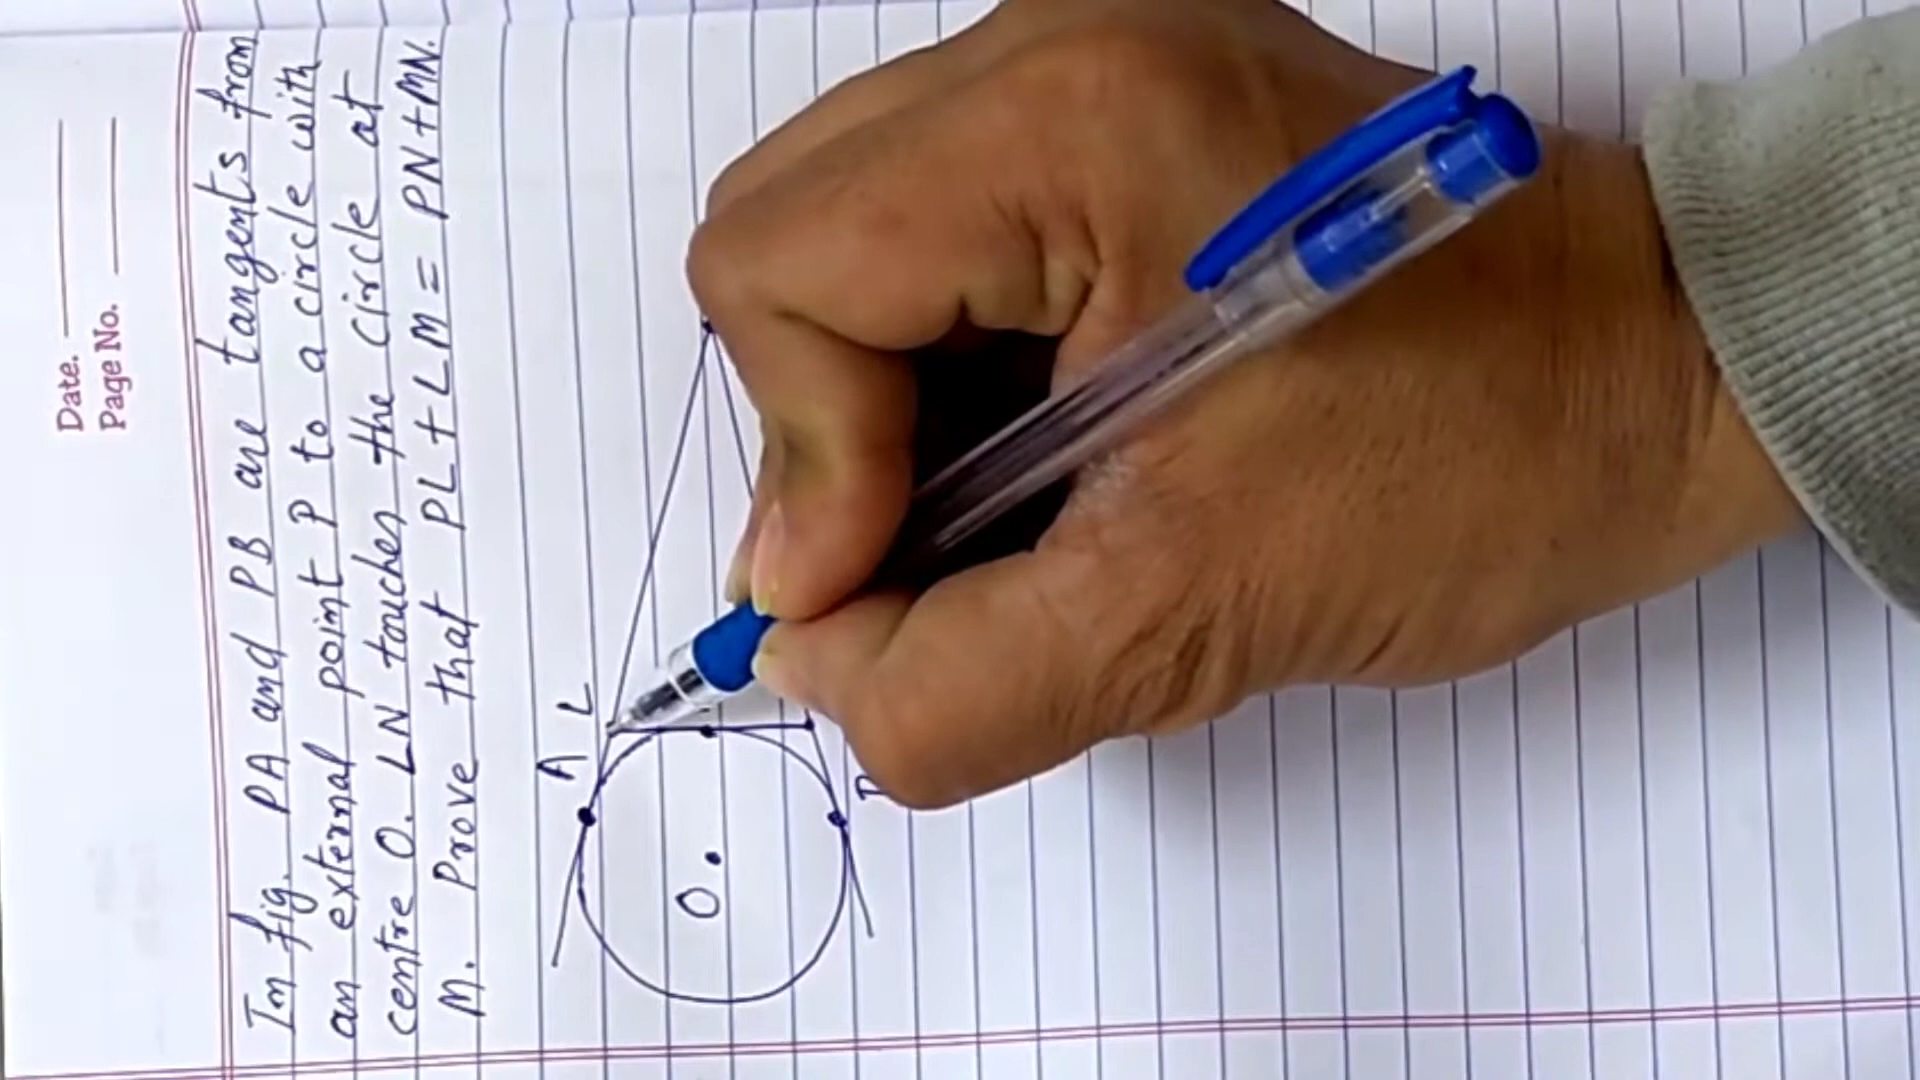 Date.
Page No.
In fig. PA and PB are tangents from
an external point P to a circle with
centre O. LN touches the circle at
M. Prove that PL + LM = PN + MN.
A
L
O